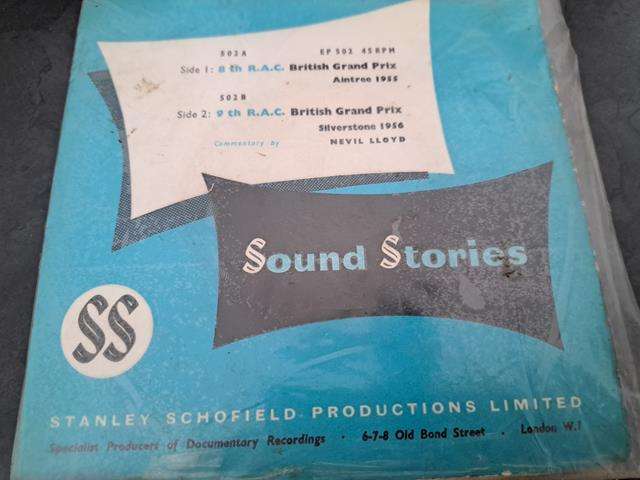 502A EP 502 45 RPM
Side 1: 8 th R.A.C. British Grand Prix
Aintree 1955
502B
Side 2: 9 th R.A.C. British Grand Prix
Silverstone 1956
Commentary by NEVIL LLOYD
Sound Stories
SS
STANLEY SCHOFIELD PRODUCTIONS LIMITED
Specialist Producers of Documentary Recordings · 6-7-8 Old Bond Street . London W.1